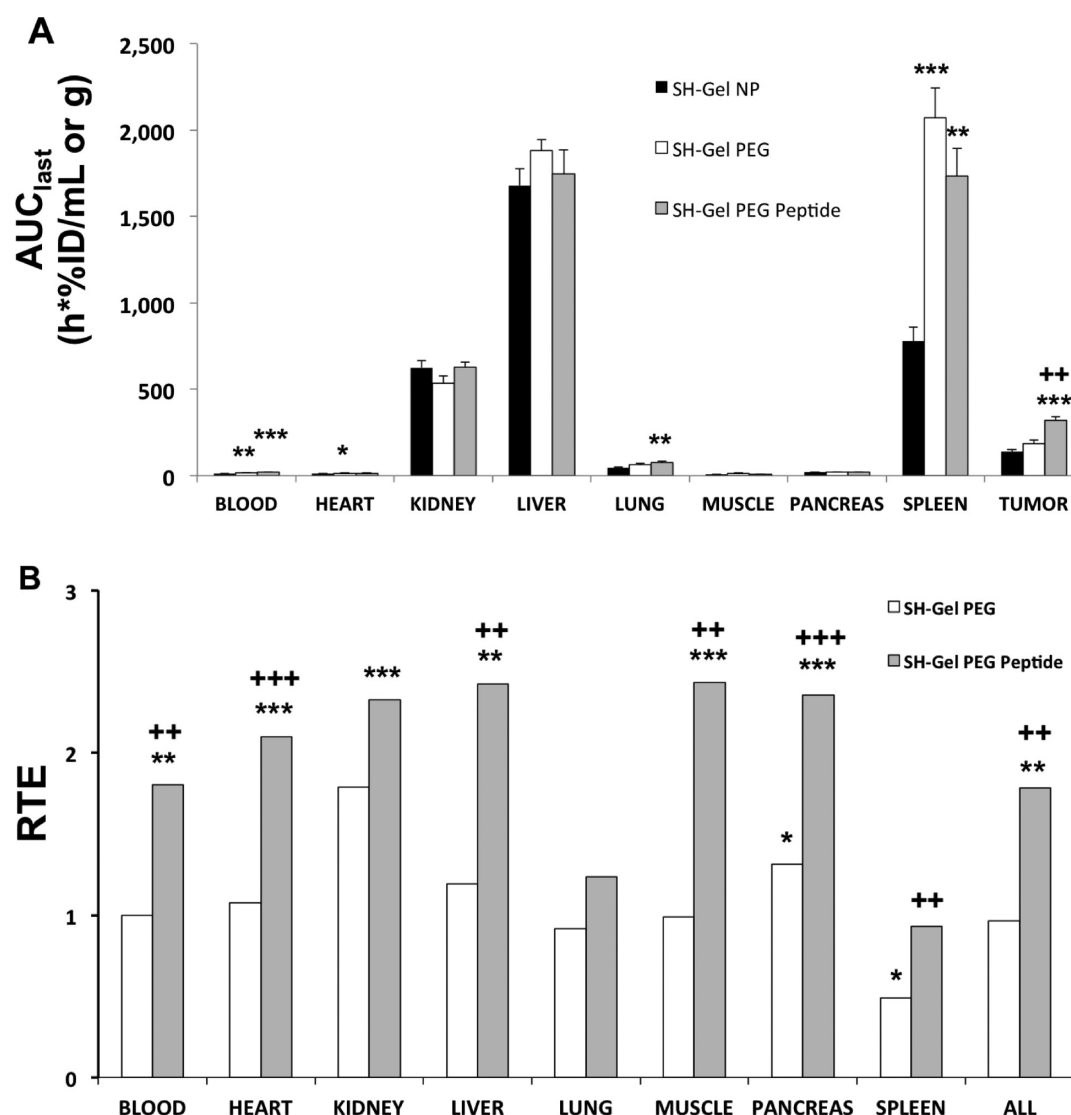 A
AUClast
(h*%ID/mL or g)
2,500
2,000
1,500
1,000
500
0
SH-Gel NP
SH-Gel PEG
SH-Gel PEG Peptide
** ***
*
**
***
**
++
***
BLOOD HEART KIDNEY LIVER LUNG MUSCLE PANCREAS SPLEEN TUMOR
B
RTE
3
2
1
0
SH-Gel PEG
SH-Gel PEG Peptide
++
**
+++
***
***
++
**
++
***
*
+++
***
*
++
++
**
BLOOD HEART KIDNEY LIVER LUNG MUSCLE PANCREAS SPLEEN ALL